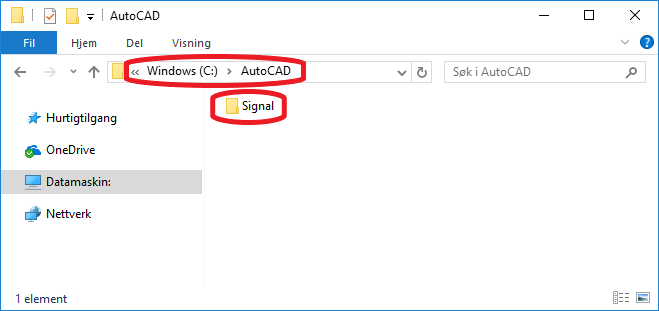 AutoCAD
Fil Hjem Del Visning
« Windows (C:) > AutoCAD Søk i AutoCAD
Signal
Hurtigtilgang
OneDrive
Datamaskin:
Nettverk
1 element